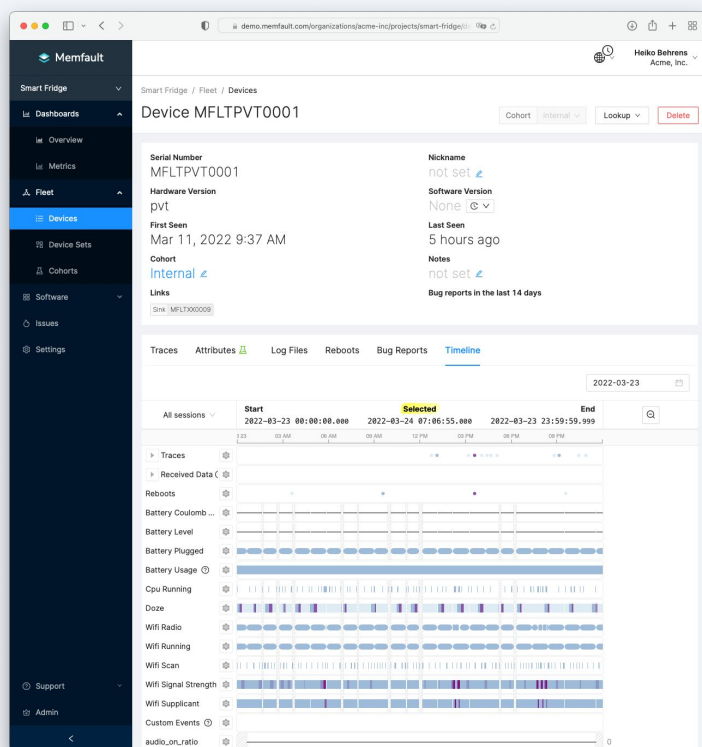 demo.memfault.com/organizations/acme-inc/projects/smart-fridge/
Memfault
Heiko Behrens
Acme, Inc.
Smart Fridge
Dashboards
Overview
Metrics
Fleet
Devices
Device Sets
Cohorts
Software
Issues
Settings
Support
Admin
Smart Fridge / Fleet / Devices
Device MFLTPVT0001
Cohort Internal
Lookup
Delete
Serial Number
MFLTPVT0001
Nickname
not set
Hardware Version
pvt
Software Version
None
First Seen
Mar 11, 2022 9:37 AM
Last Seen
5 hours ago
Cohort
Internal
Notes
not set
Links
Sink MFLTXX0009
Bug reports in the last 14 days
Traces Attributes Log Files Reboots Bug Reports Timeline
2022-03-23
All sessions
Start Selected End
2022-03-23 00:00:00.000 2022-03-24 07:06:55.000 2022-03-23 23:59:59.999
03 AM 06 AM 09 AM 12 PM 03 PM 06 PM 09 PM
Traces
Received Data (
Reboots
Battery Coulomb ...
Battery Level
Battery Plugged
Battery Usage
Cpu Running
Doze
Wifi Radio
Wifi Running
Wifi Scan
Wifi Signal Strength
Wifi Supplicant
Custom Events
audio_on_ratio 0